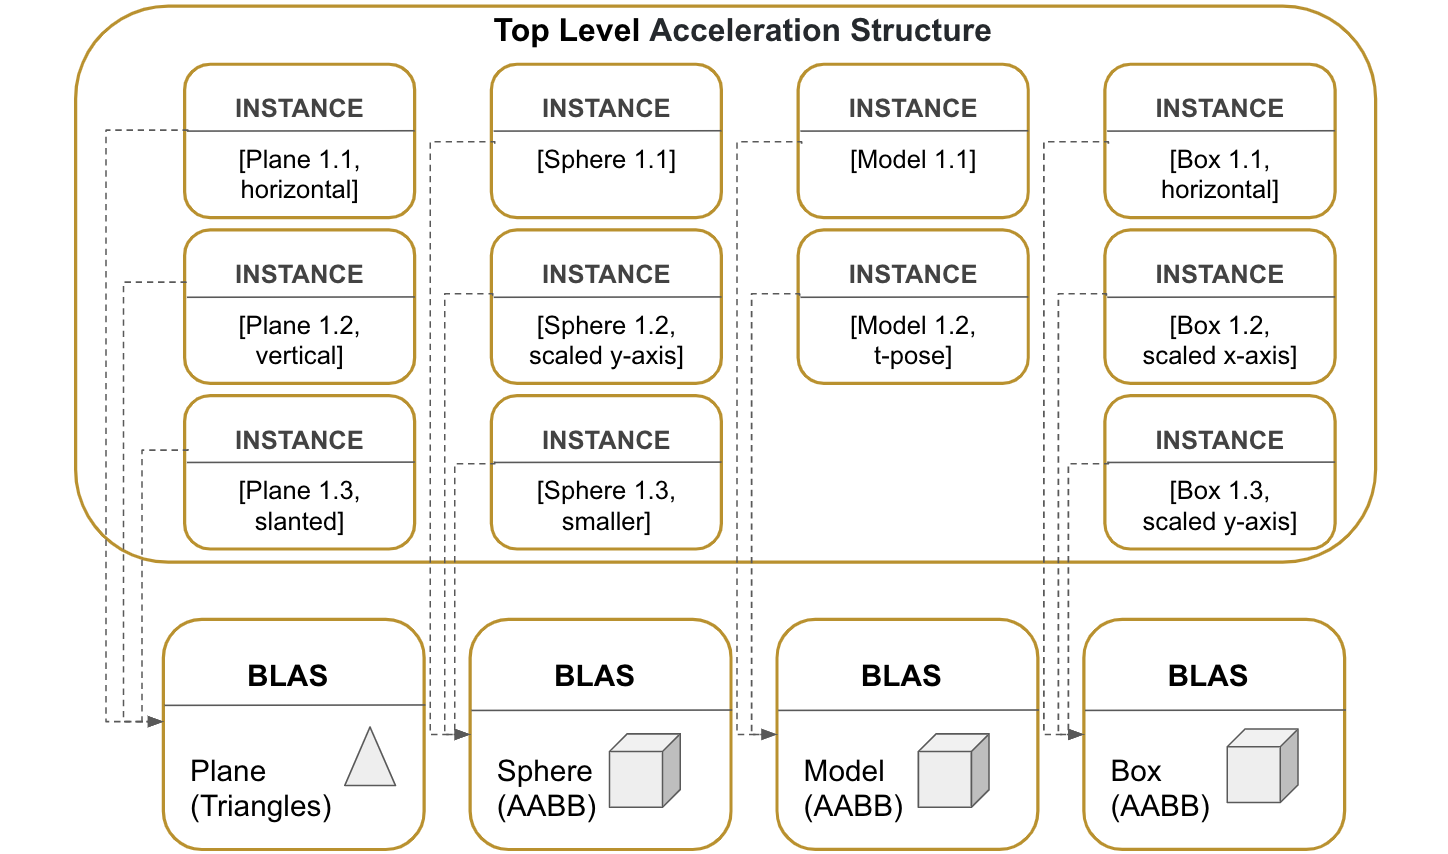 Top Level Acceleration Structure
INSTANCE
[Plane 1.1,
horizontal]
INSTANCE
[Sphere 1.1]
INSTANCE
[Model 1.1]
INSTANCE
[Box 1.1,
horizontal]
INSTANCE
[Plane 1.2,
vertical]
INSTANCE
[Sphere 1.2,
scaled y-axis]
INSTANCE
[Model 1.2,
t-pose]
INSTANCE
[Box 1.2,
scaled x-axis]
INSTANCE
[Plane 1.3,
slanted]
INSTANCE
[Sphere 1.3,
smaller]
INSTANCE
[Box 1.3,
scaled y-axis]
BLAS
Plane
(Triangles)
BLAS
Sphere
(AABB)
BLAS
Model
(AABB)
BLAS
Box
(AABB)